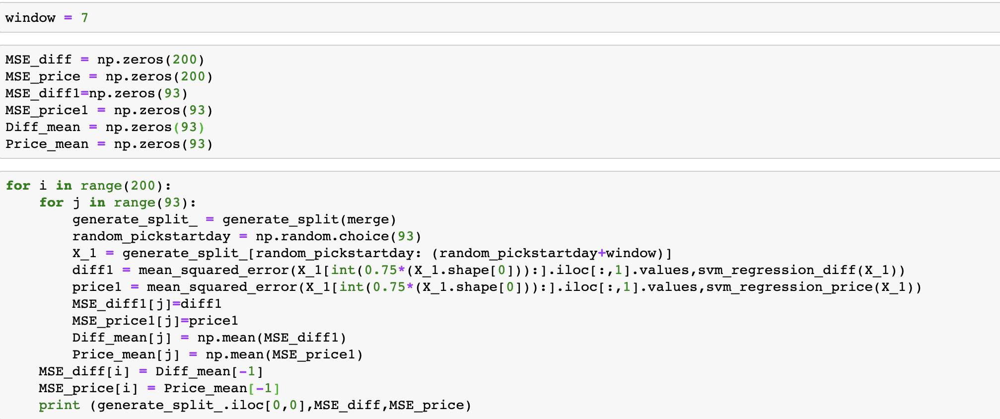 window = 7
MSE_diff = np.zeros(200)
MSE_price = np.zeros(200)
MSE_diff1=np.zeros(93)
MSE_price1 = np.zeros(93)
Diff_mean = np.zeros(93)
Price_mean = np.zeros(93)
for i in range(200):
    for j in range(93):
        generate_split_ = generate_split(merge)
        random_pickstartday = np.random.choice(93)
        X_1 = generate_split_[random_pickstartday: (random_pickstartday+window)]
        diff1 = mean_squared_error(X_1[int(0.75*(X_1.shape[0])):].iloc[:,1].values,svm_regression_diff(X_1))
        price1 = mean_squared_error(X_1[int(0.75*(X_1.shape[0])):].iloc[:,1].values,svm_regression_price(X_1))
        MSE_diff1[j]=diff1
        MSE_price1[j]=price1
        Diff_mean[j] = np.mean(MSE_diff1)
        Price_mean[j] = np.mean(MSE_price1)
    MSE_diff[i] = Diff_mean[-1]
    MSE_price[i] = Price_mean[-1]
    print (generate_split_.iloc[0,0],MSE_diff,MSE_price)